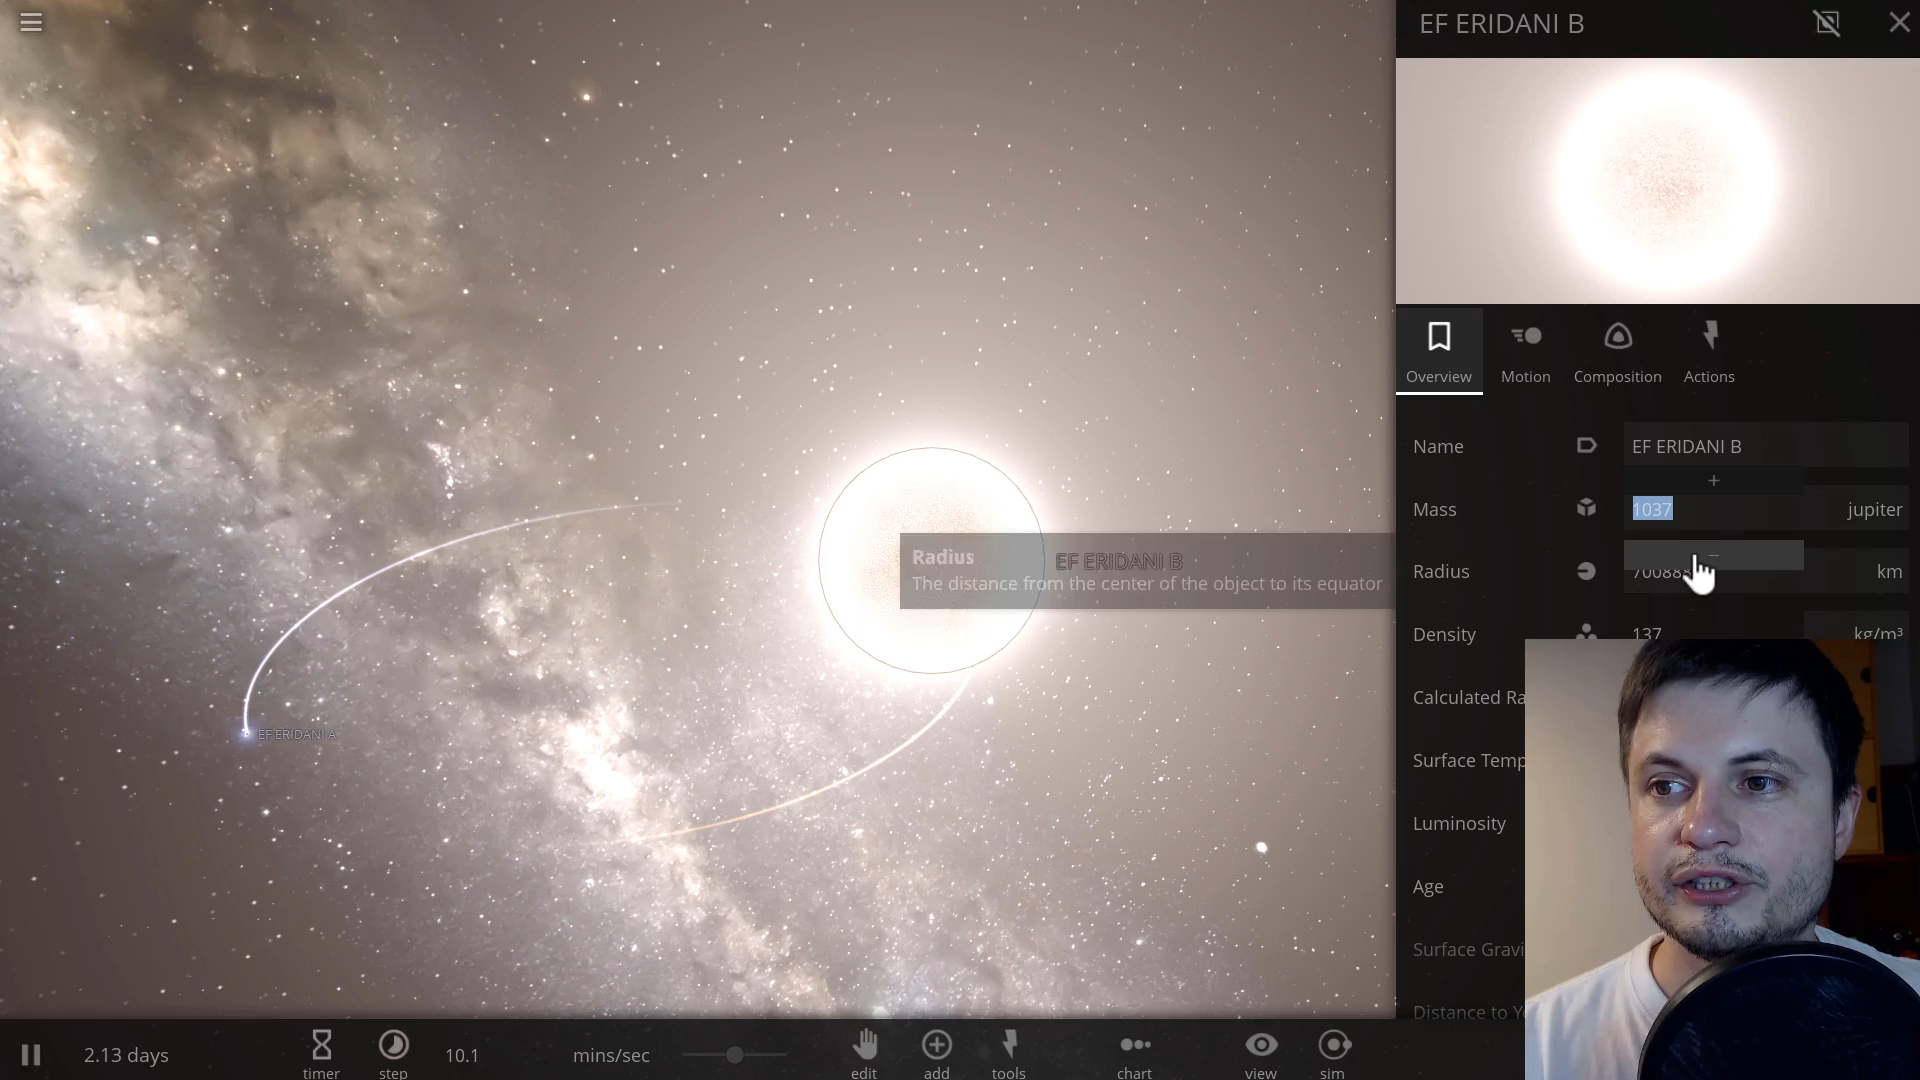 EF ERIDANI B
Overview
Motion
Composition
Actions
Name
EF ERIDANI B
+
Mass
1037
jupiter
–
Radius
km
Radius
The distance from the center of the object to its equator
EF ERIDANI B
Density
137
kg/m³
Calculated Ra
EF ERIDANI A
Surface Temp
Luminosity
Age
Surface Gravi
Distance to Y
2.13 days
timer
step
10.1
mins/sec
edit
add
tools
chart
view
sim